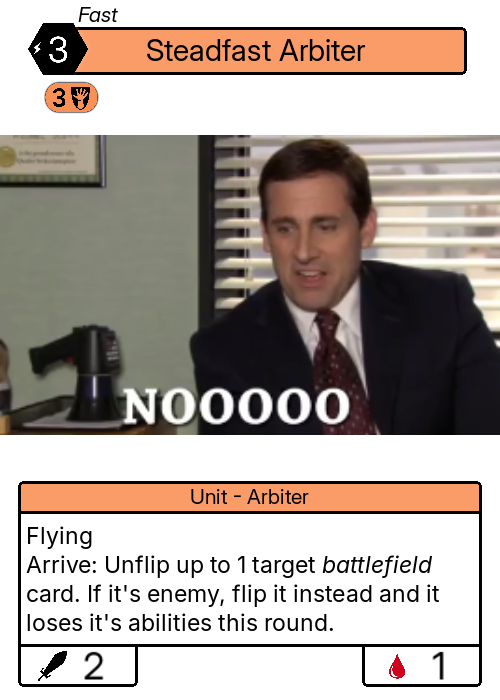 Fast
3
Steadfast Arbiter
3
NOOOOO
Unit - Arbiter
Flying
Arrive: Unflip up to 1 target battlefield
card. If it's enemy, flip it instead and it
loses it's abilities this round.
2
1